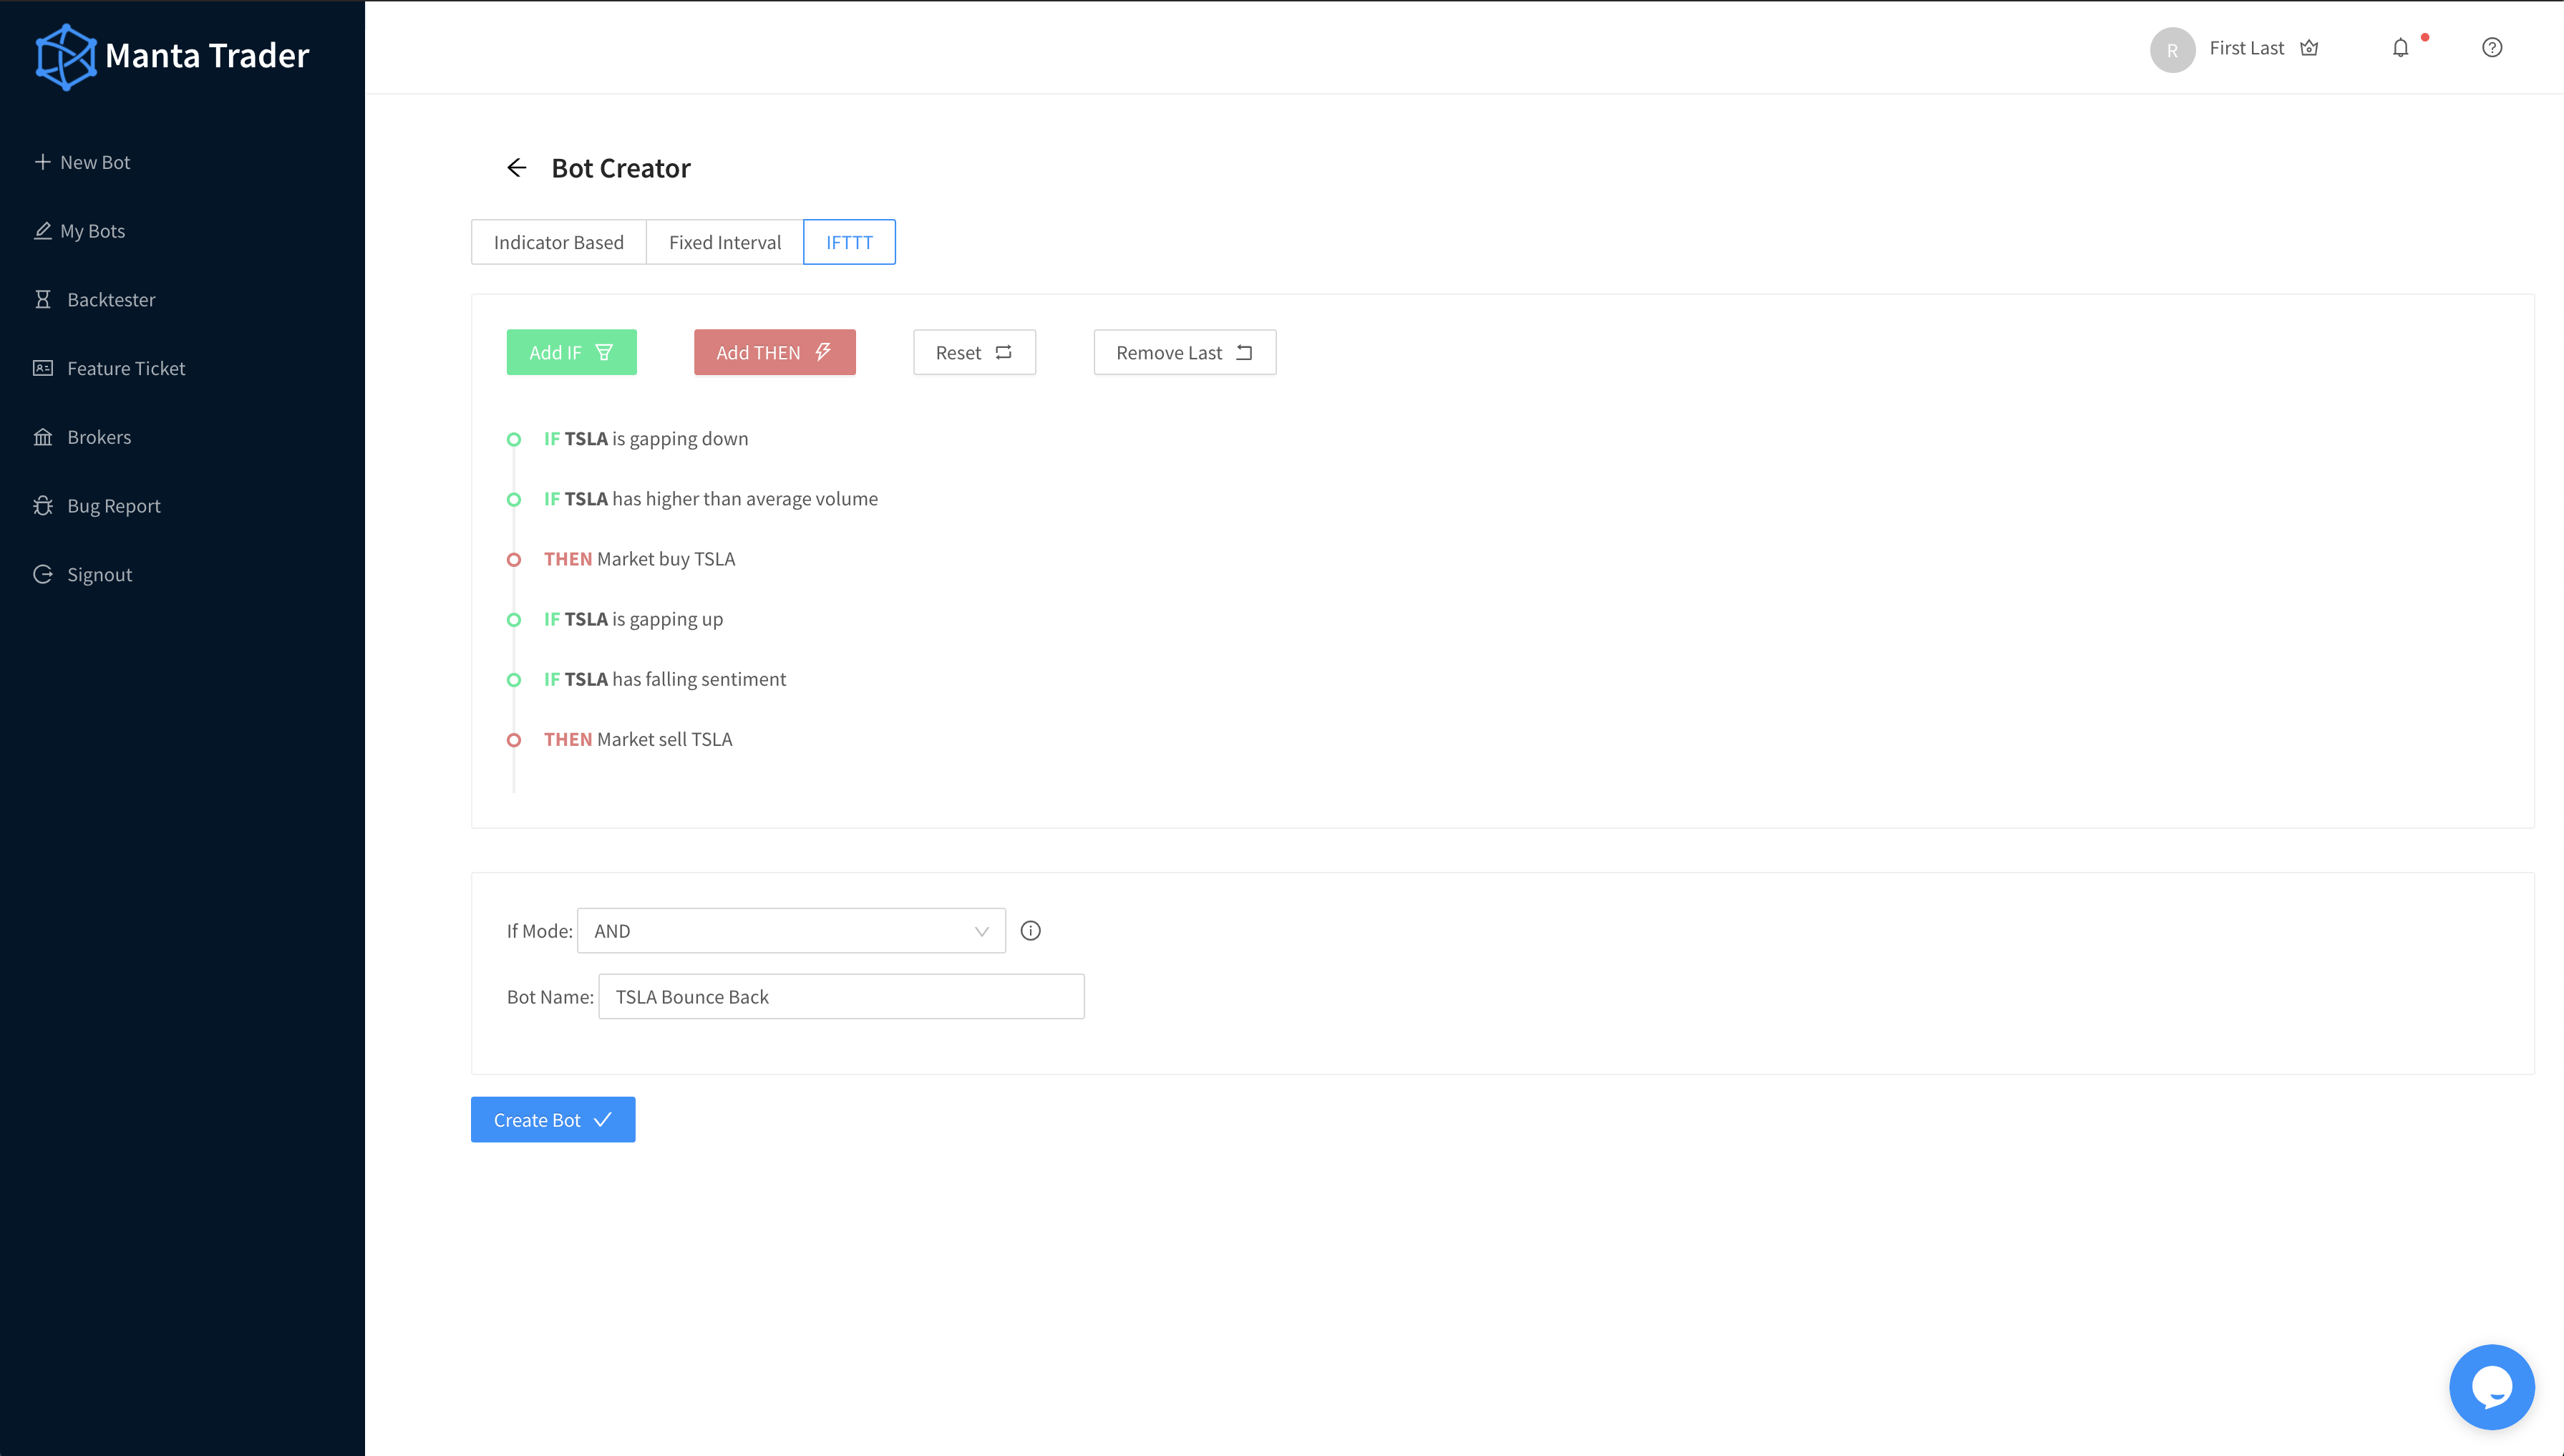 Manta Trader
R
First Last
New Bot
My Bots
Backtester
Feature Ticket
Brokers
Bug Report
Signout
Bot Creator
Indicator Based
Fixed Interval
IFTTT
Add IF
Add THEN
Reset
Remove Last
IF TSLA is gapping down
IF TSLA has higher than average volume
THEN Market buy TSLA
IF TSLA is gapping up
IF TSLA has falling sentiment
THEN Market sell TSLA
If Mode: AND
Bot Name: TSLA Bounce Back
Create Bot